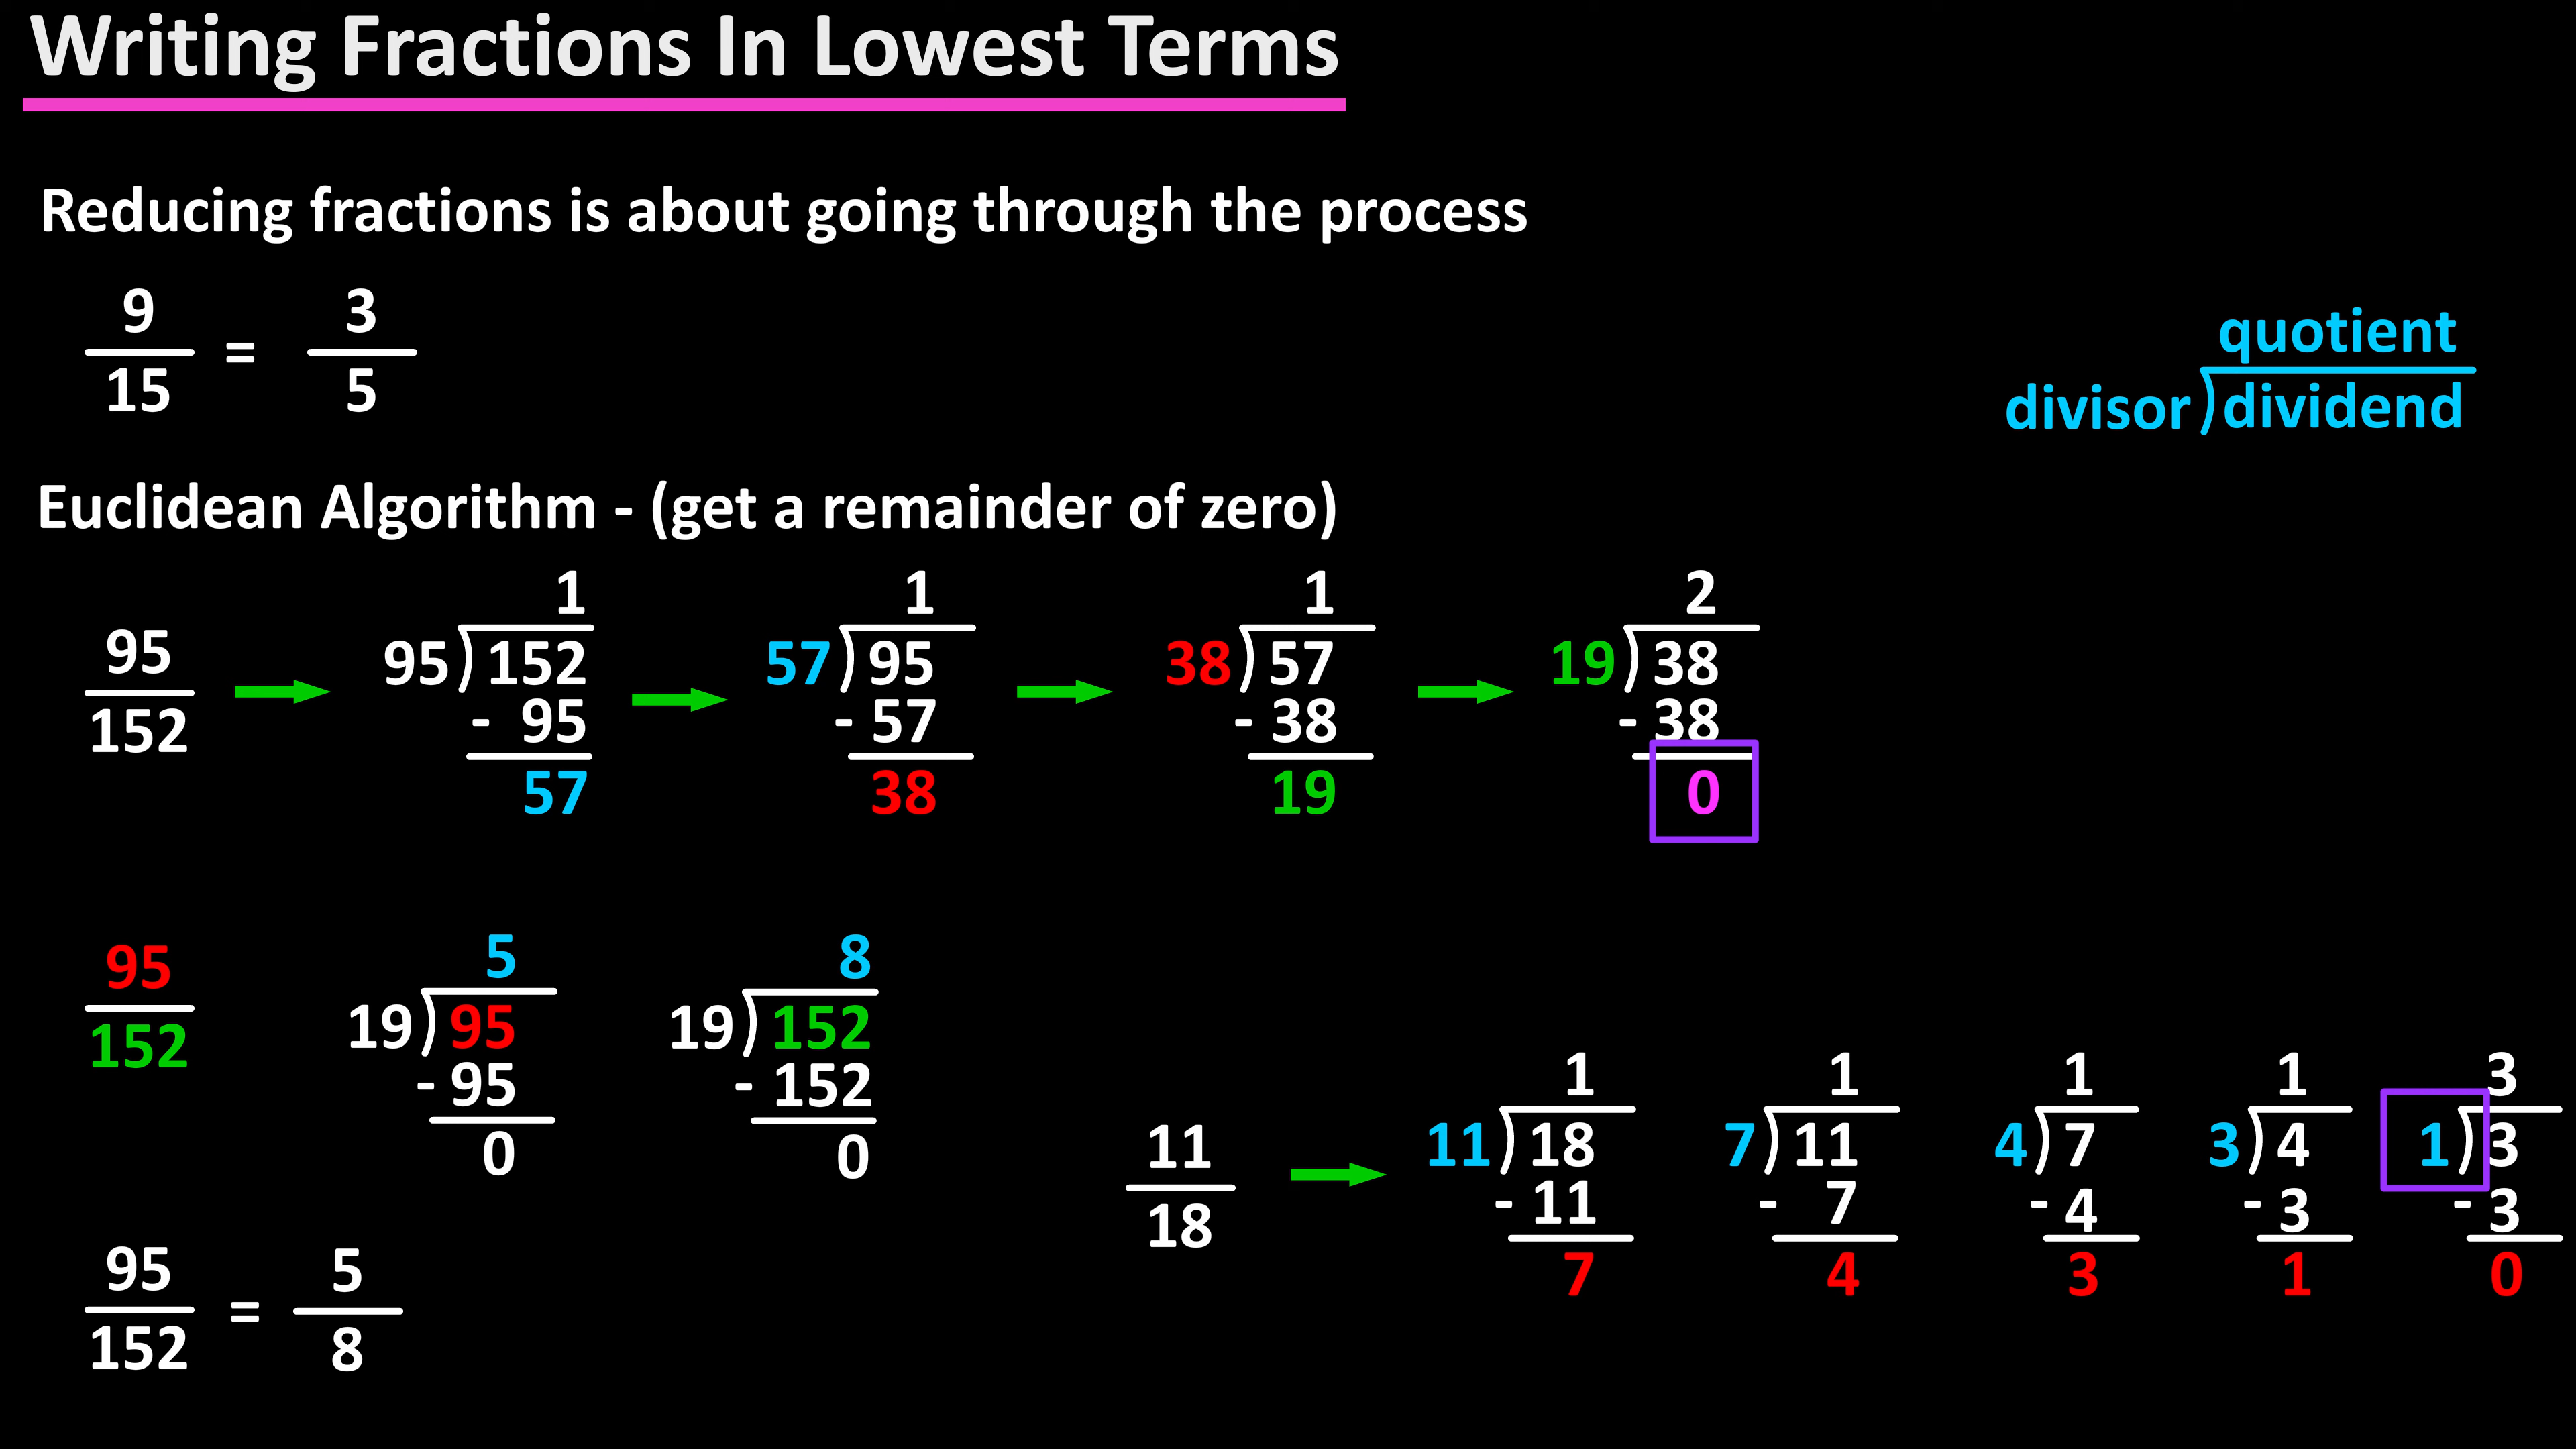 Writing Fractions In Lowest Terms
Reducing fractions is about going through the process
9 3
= 
15 5
quotient
divisor dividend
Euclidean Algorithm - (get a remainder of zero)
1 1 1 2
95 95)152 57)95 38)57 19)38
152 - 95 - 57 - 38 - 38
57 38 19 0
5 8
95 19)95 19)152
152 - 95 - 152
0 0
1 1 1 1 3
11 11)18 7)11 4)7 3)4 1)3
18 - 11 - 7 - 4 - 3 - 3
7 4 3 1 0
95 5
=
152 8